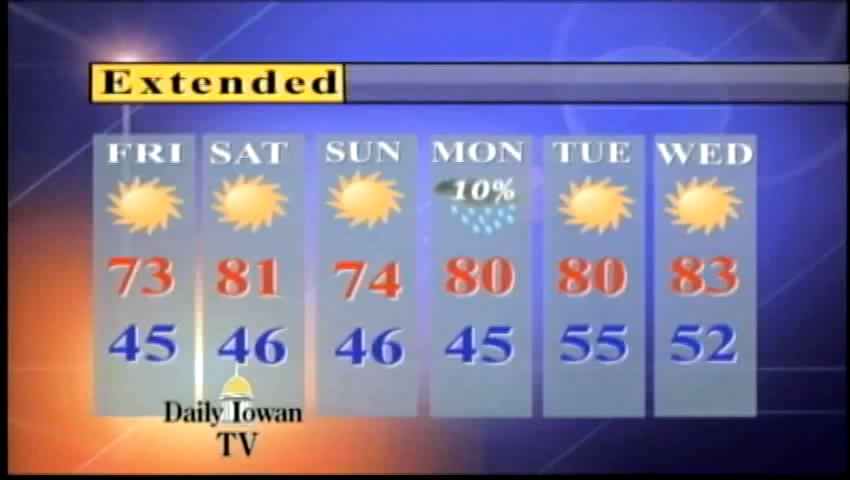 Extended
FRI SAT SUN MON TUE WED
10%
73 81 74 80 80 83
45 46 46 45 55 52
Daily Iowan
TV